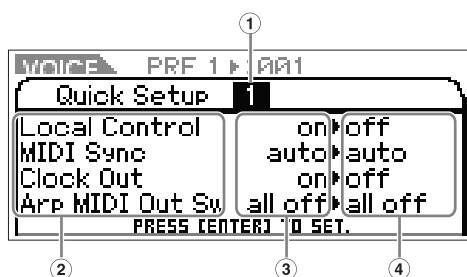 1
VOICE PRE 1 ▸ 001
Quick Setup 1
Local Control on▸off
MIDI Sync auto▸auto
Clock Out on▸off
Arp MIDI Out Sw all off▸all off
PRESS [ENTER] TO SET.
2 3 4